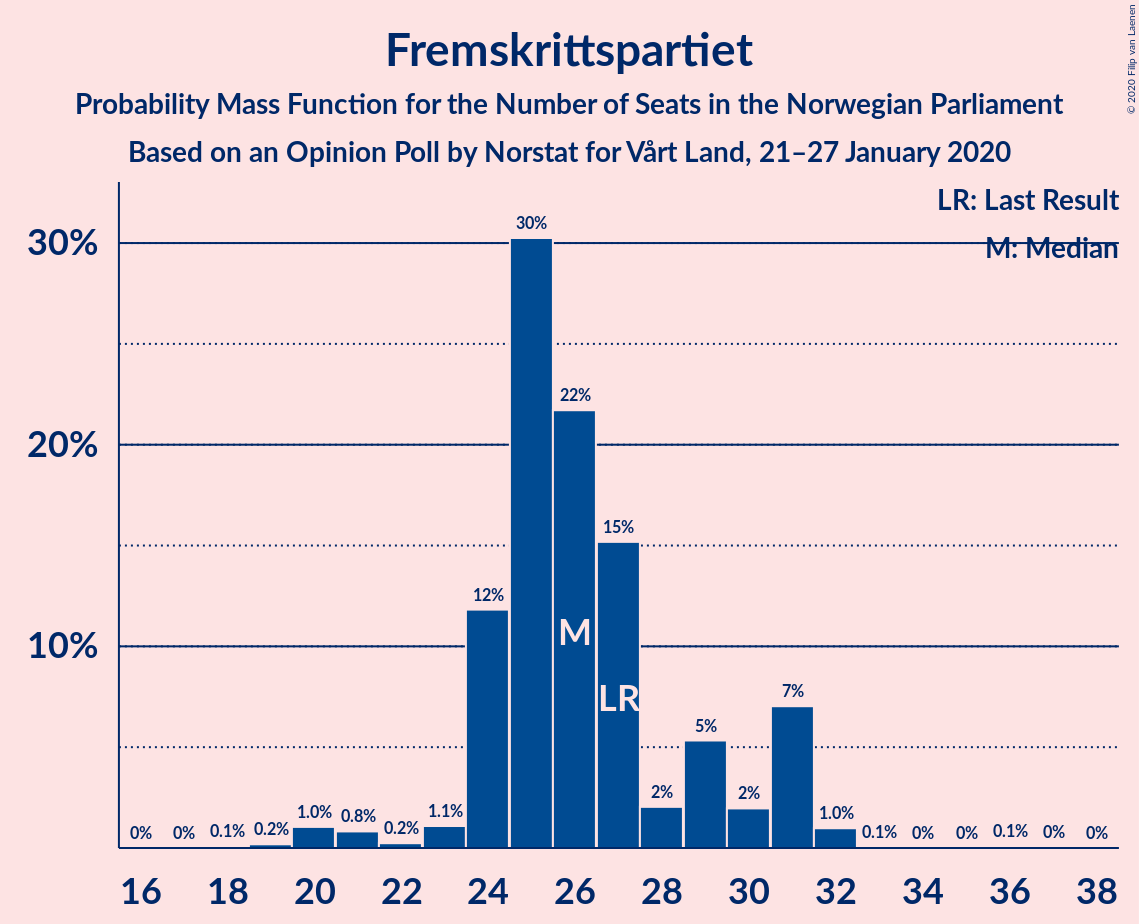 Fremskrittspartiet
Probability Mass Function for the Number of Seats in the Norwegian Parliament
Based on an Opinion Poll by Norstat for Vårt Land, 21–27 January 2020
© 2020 Filip van Laenen
LR: Last Result
M: Median
30%
20%
10%
0% 0% 0.1% 0.2% 1.0% 0.8% 0.2% 1.1% 12% 30% 22% 15% 2% 5% 2% 7% 1.0% 0.1% 0% 0% 0.1% 0% 0%
M
LR
16 18 20 22 24 26 28 30 32 34 36 38